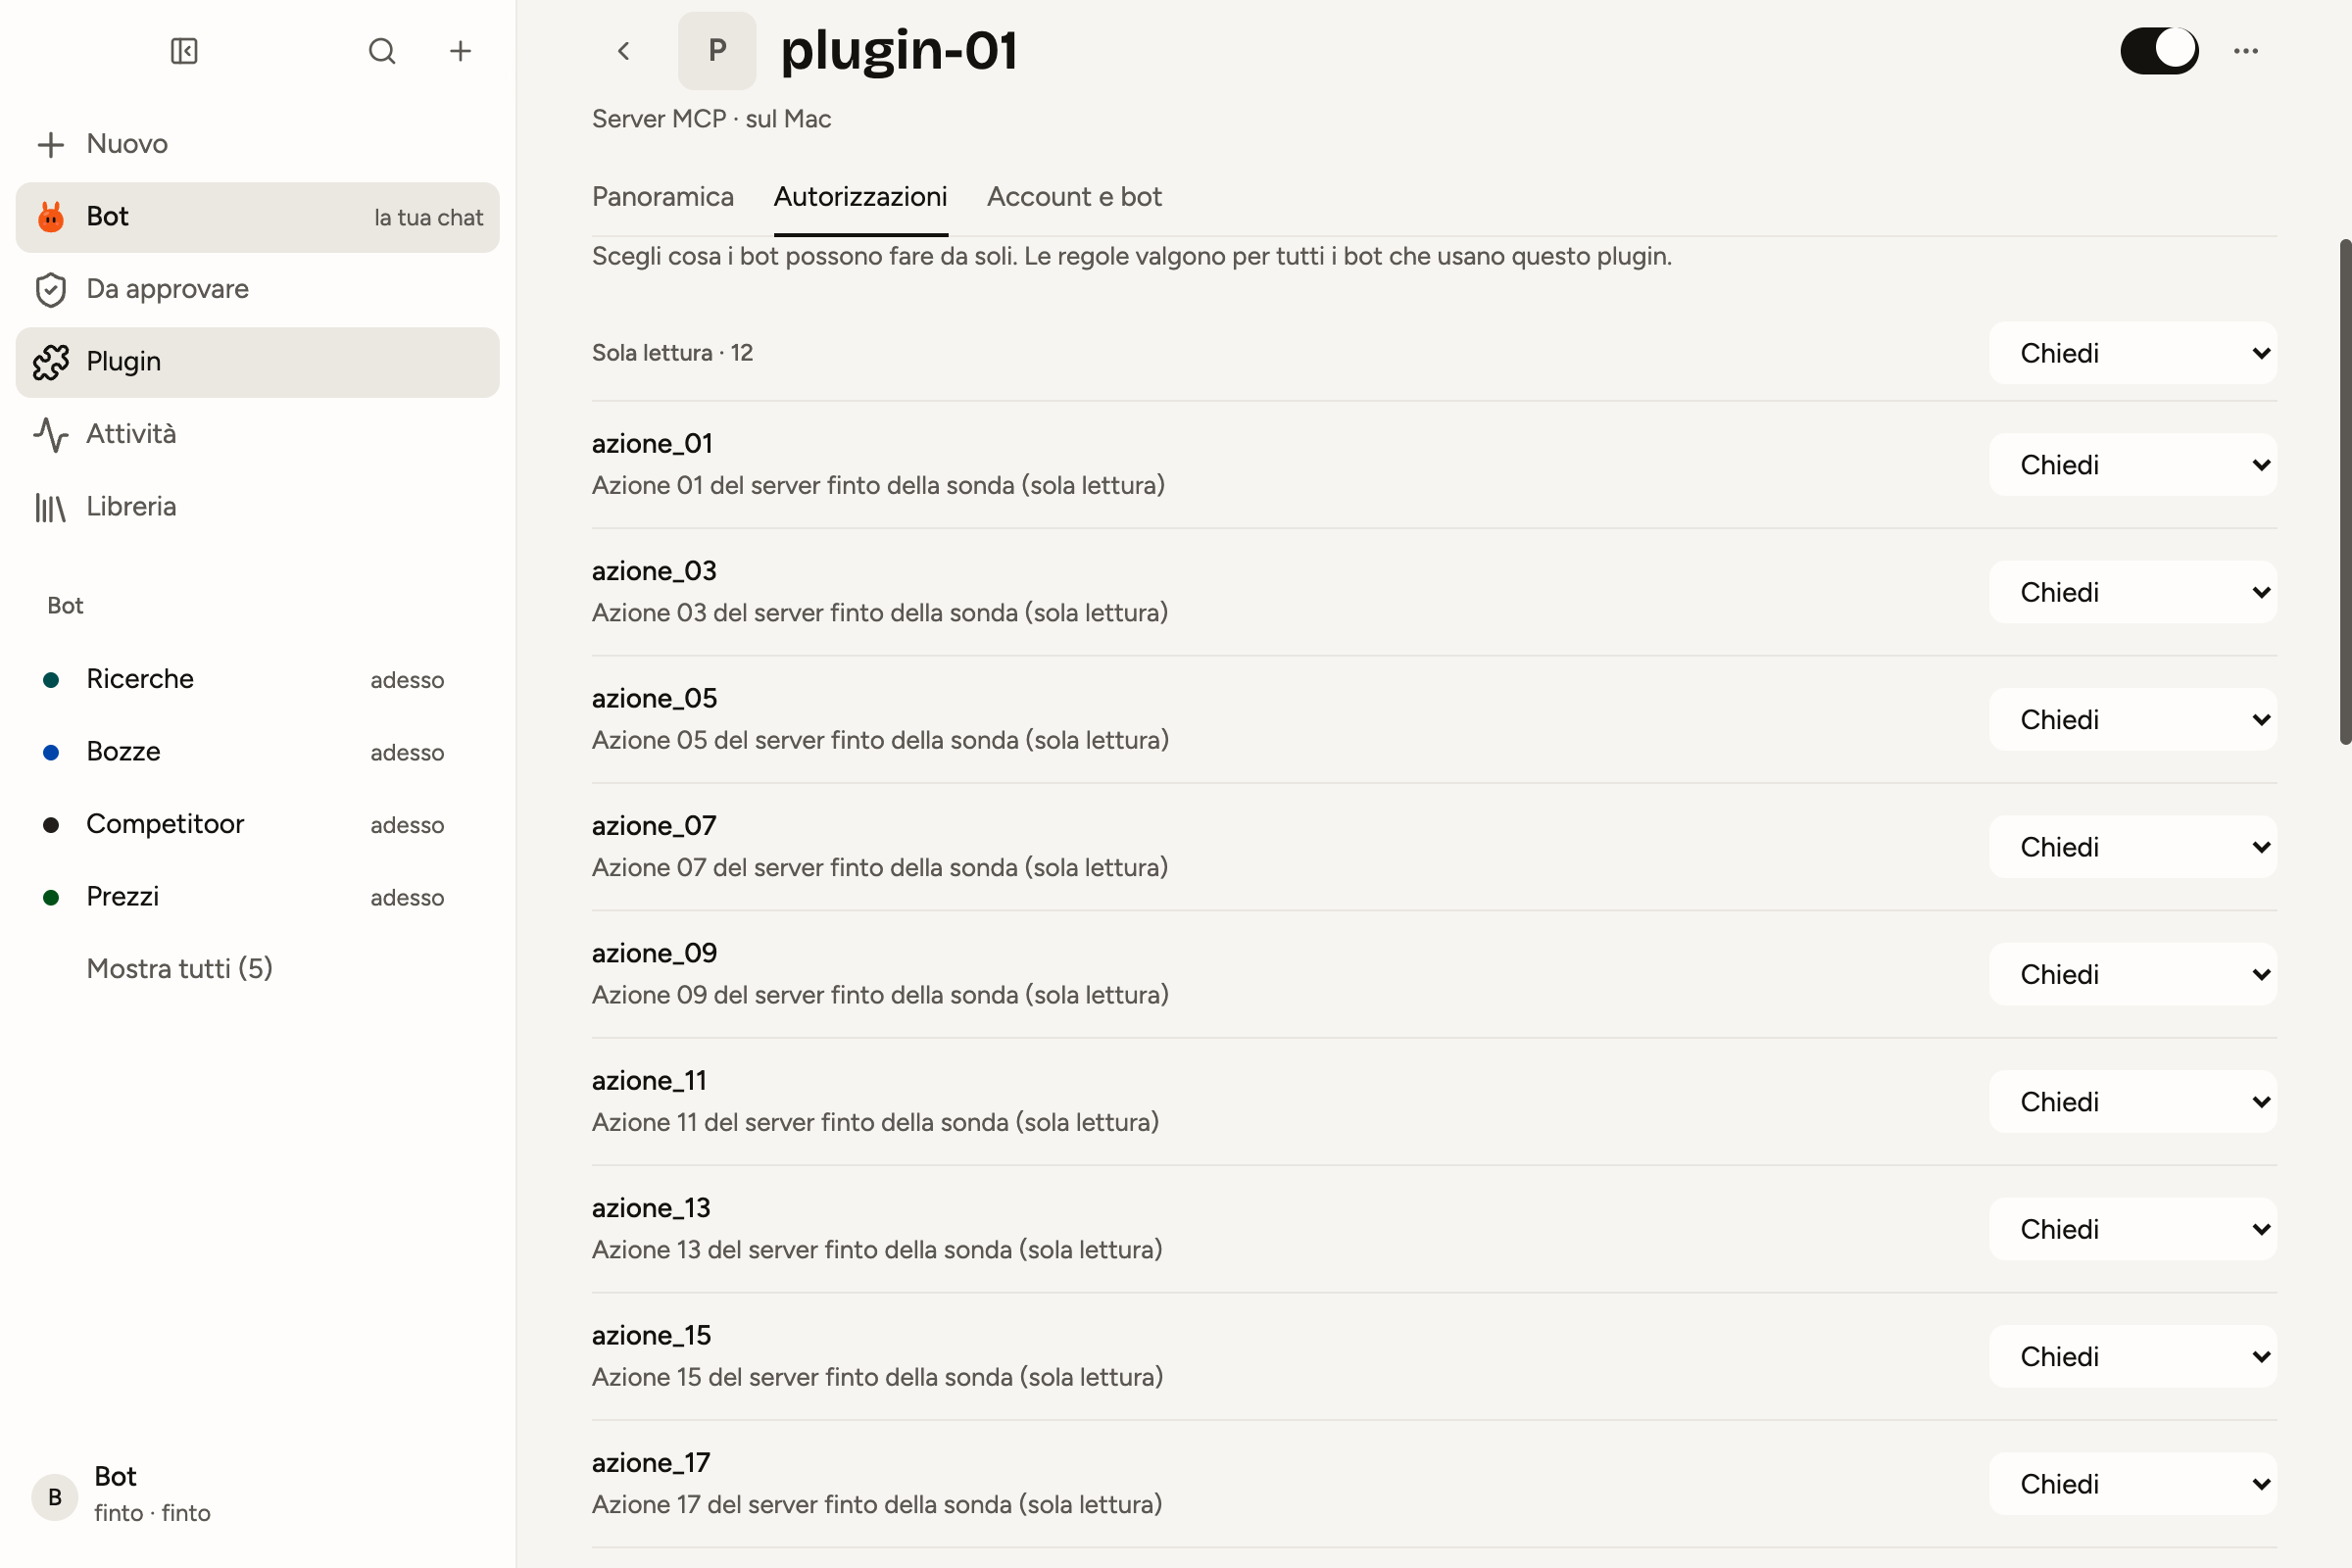 Nuovo
Bot
la tua chat
Da approvare
Plugin
Attività
Libreria
Bot
Ricerche
adesso
Bozze
adesso
Competitoor
adesso
Prezzi
adesso
Mostra tutti (5)
B
Bot
finto · finto
P
plugin-01
Server MCP · sul Mac
Panoramica
Autorizzazioni
Account e bot
Scegli cosa i bot possono fare da soli. Le regole valgono per tutti i bot che usano questo plugin.
Sola lettura · 12
Chiedi
azione_01
Azione 01 del server finto della sonda (sola lettura)
Chiedi
azione_03
Azione 03 del server finto della sonda (sola lettura)
Chiedi
azione_05
Azione 05 del server finto della sonda (sola lettura)
Chiedi
azione_07
Azione 07 del server finto della sonda (sola lettura)
Chiedi
azione_09
Azione 09 del server finto della sonda (sola lettura)
Chiedi
azione_11
Azione 11 del server finto della sonda (sola lettura)
Chiedi
azione_13
Azione 13 del server finto della sonda (sola lettura)
Chiedi
azione_15
Azione 15 del server finto della sonda (sola lettura)
Chiedi
azione_17
Azione 17 del server finto della sonda (sola lettura)
Chiedi